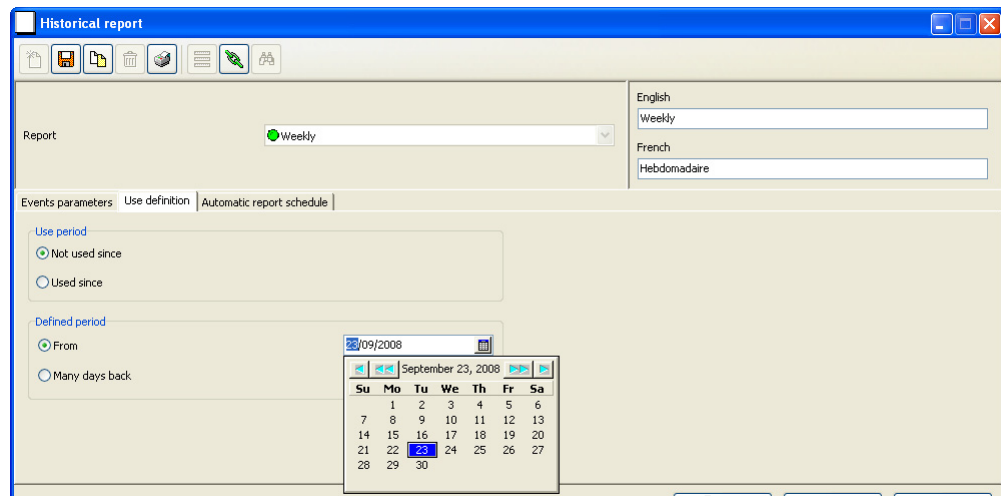 Historical report
English
Weekly
Report
Weekly
French
Hebdomadaire
Events parameters Use definition Automatic report schedule
Use period
Not used since
Used since
Defined period
From 23/09/2008
Many days back
September 23, 2008
Su Mo Tu We Th Fr Sa
1 2 3 4 5 6
7 8 9 10 11 12 13
14 15 16 17 18 19 20
21 22 23 24 25 26 27
28 29 30